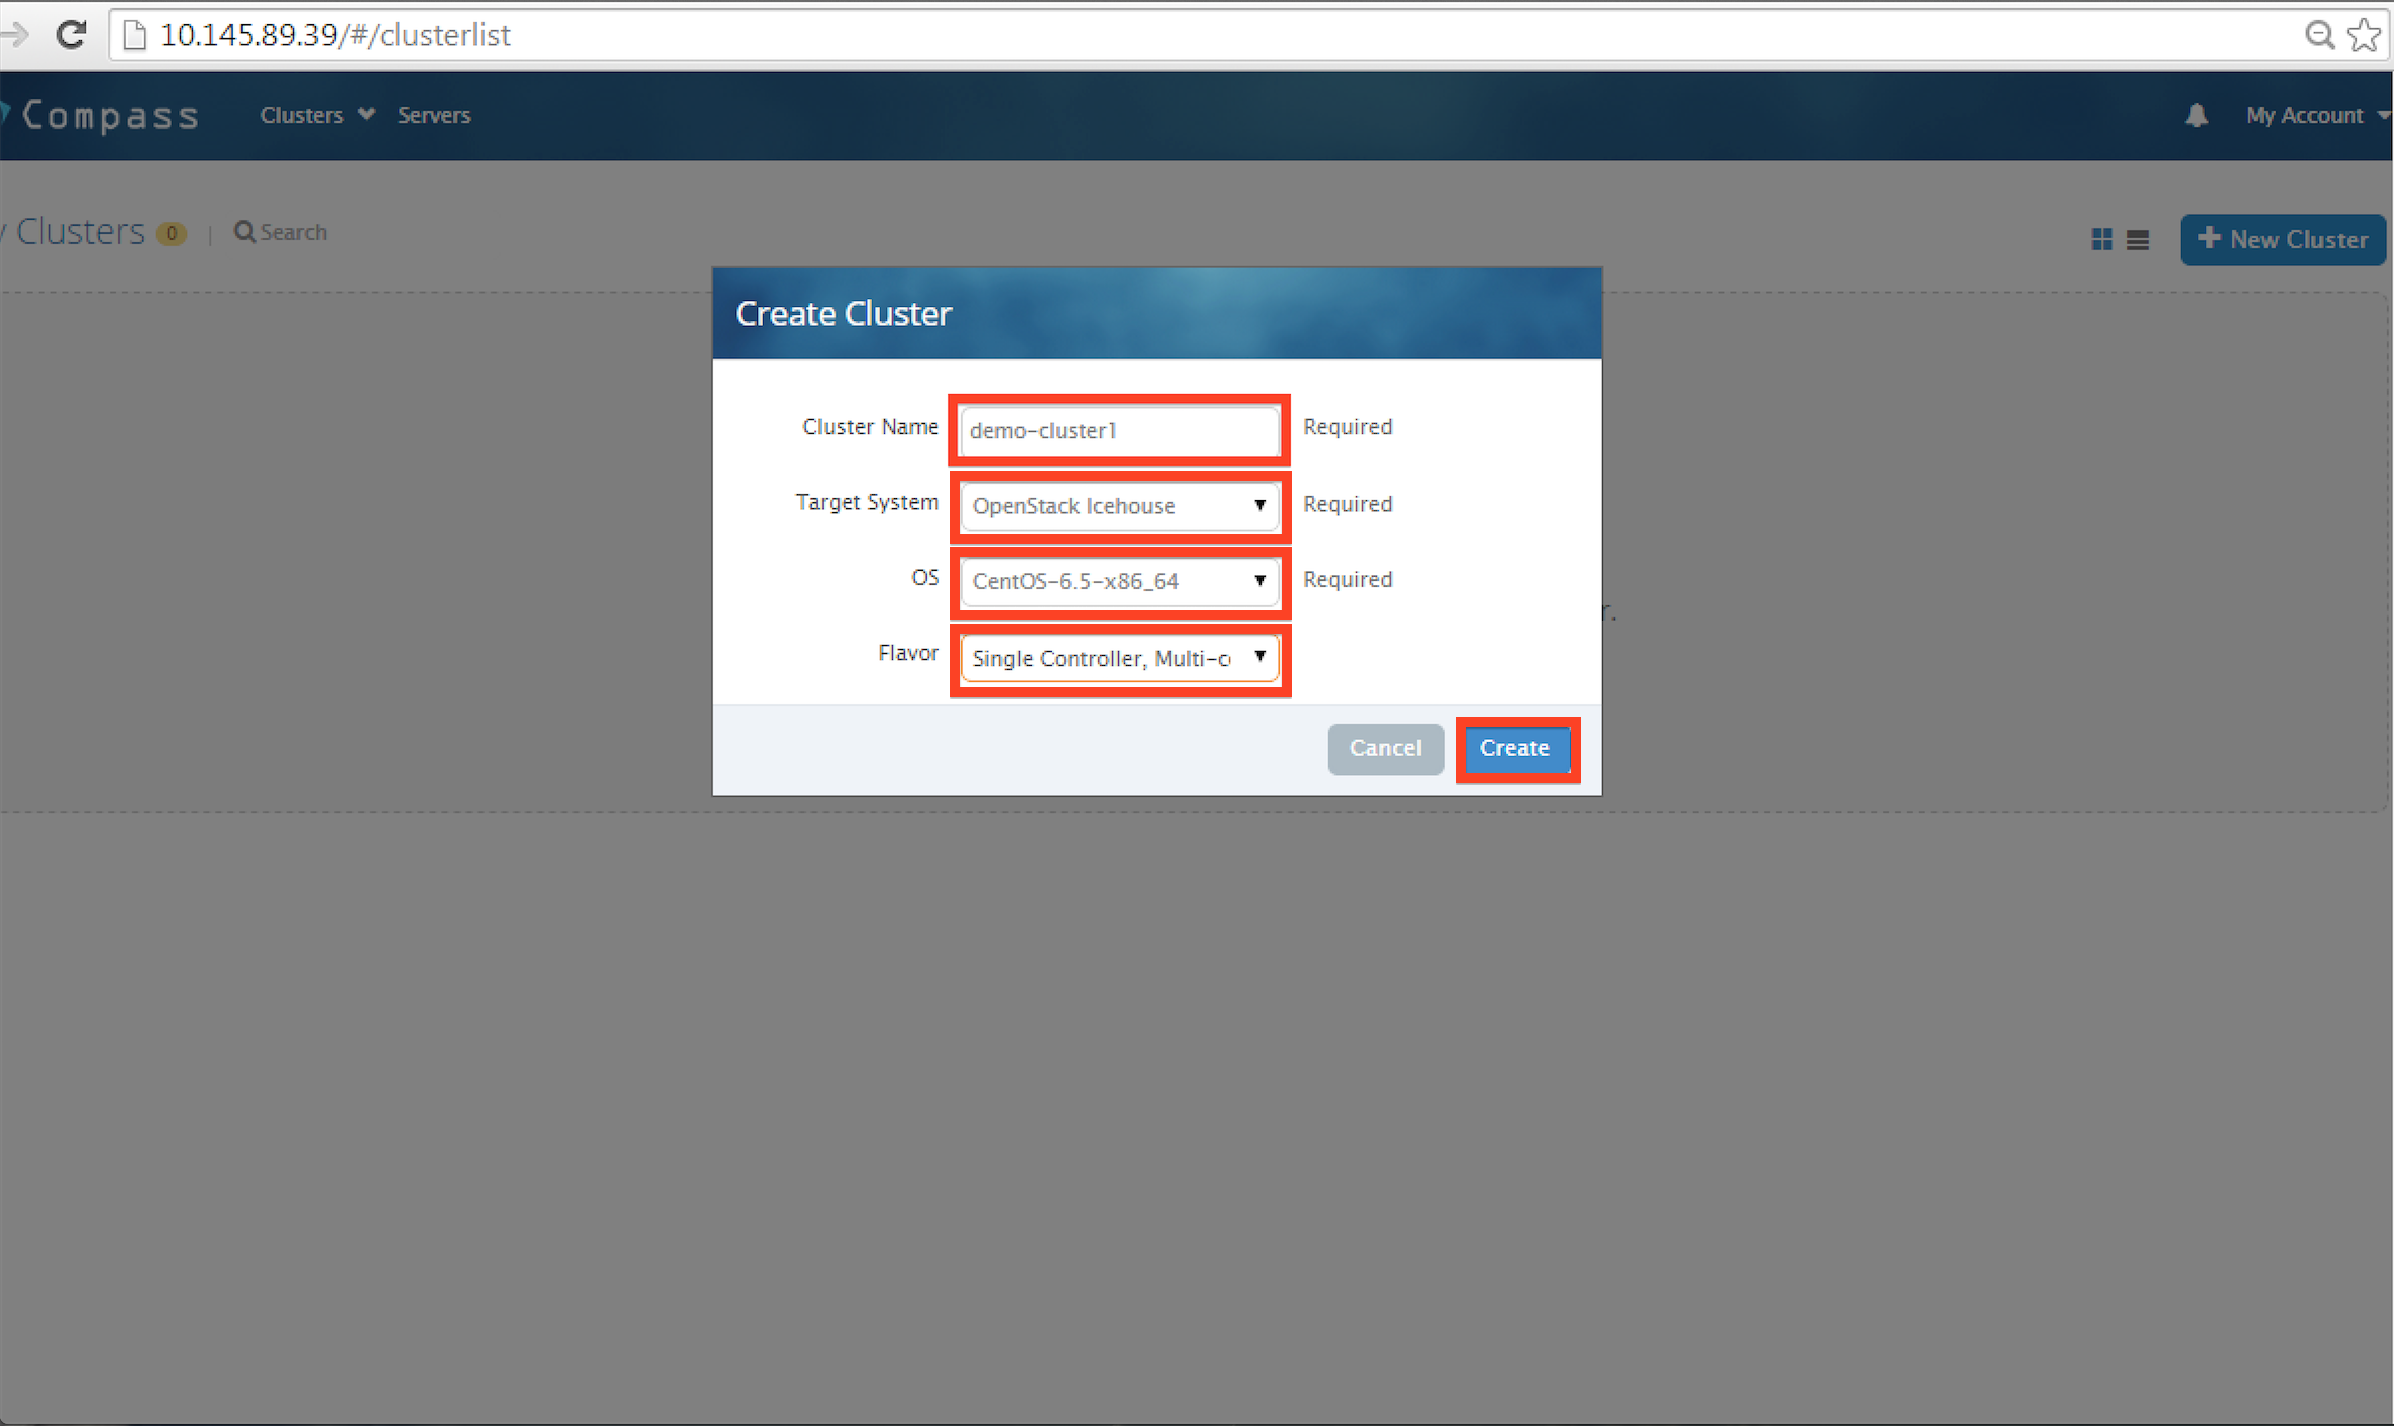 10.145.89.39/#/clusterlist
Compass Clusters Servers My Account
Clusters 0 | Search New Cluster
Create Cluster
Cluster Name demo-cluster1 Required
Target System OpenStack Icehouse Required
OS CentOS-6.5-x86_64 Required
Flavor Single Controller, Multi-c
Cancel Create